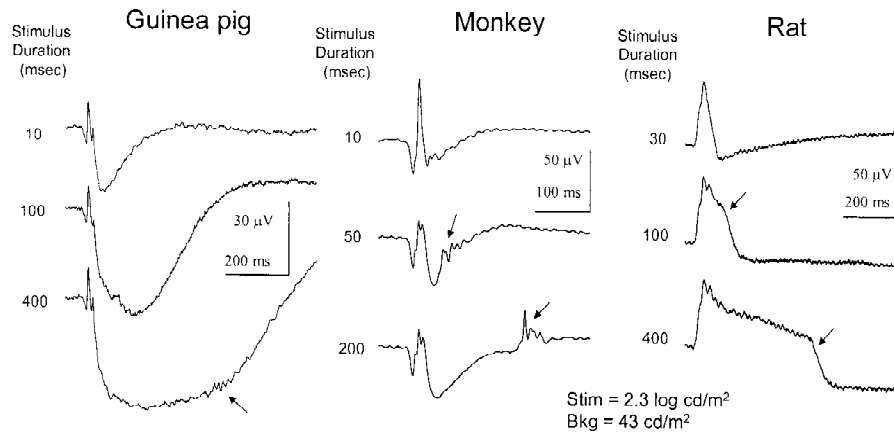 Guinea pig
Stimulus
Duration
(msec)
10
100
400
30 µV
200 ms
Monkey
Stimulus
Duration
(msec)
10
50
200
50 µV
100 ms
Rat
Stimulus
Duration
(msec)
30
100
400
50 µV
200 ms
Stim = 2.3 log cd/m²
Bkg = 43 cd/m²